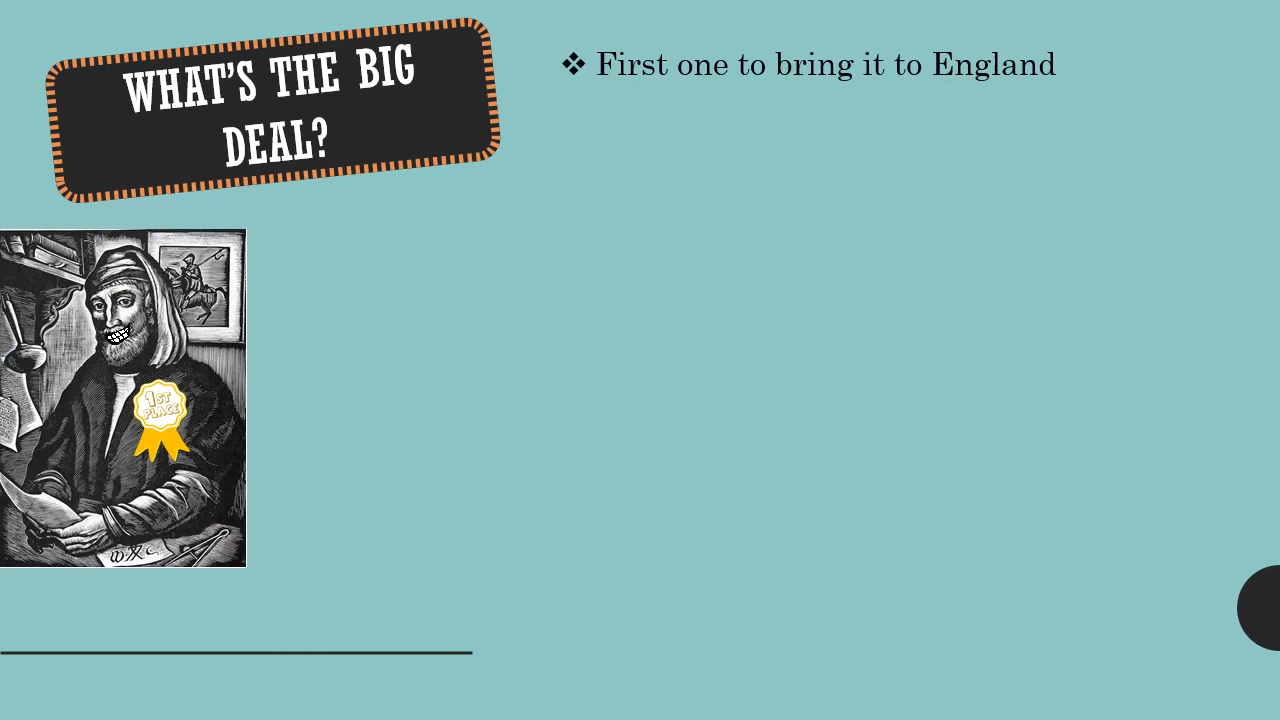 WHAT'S THE BIG
DEAL?
❖ First one to bring it to England
1ST
PLACE